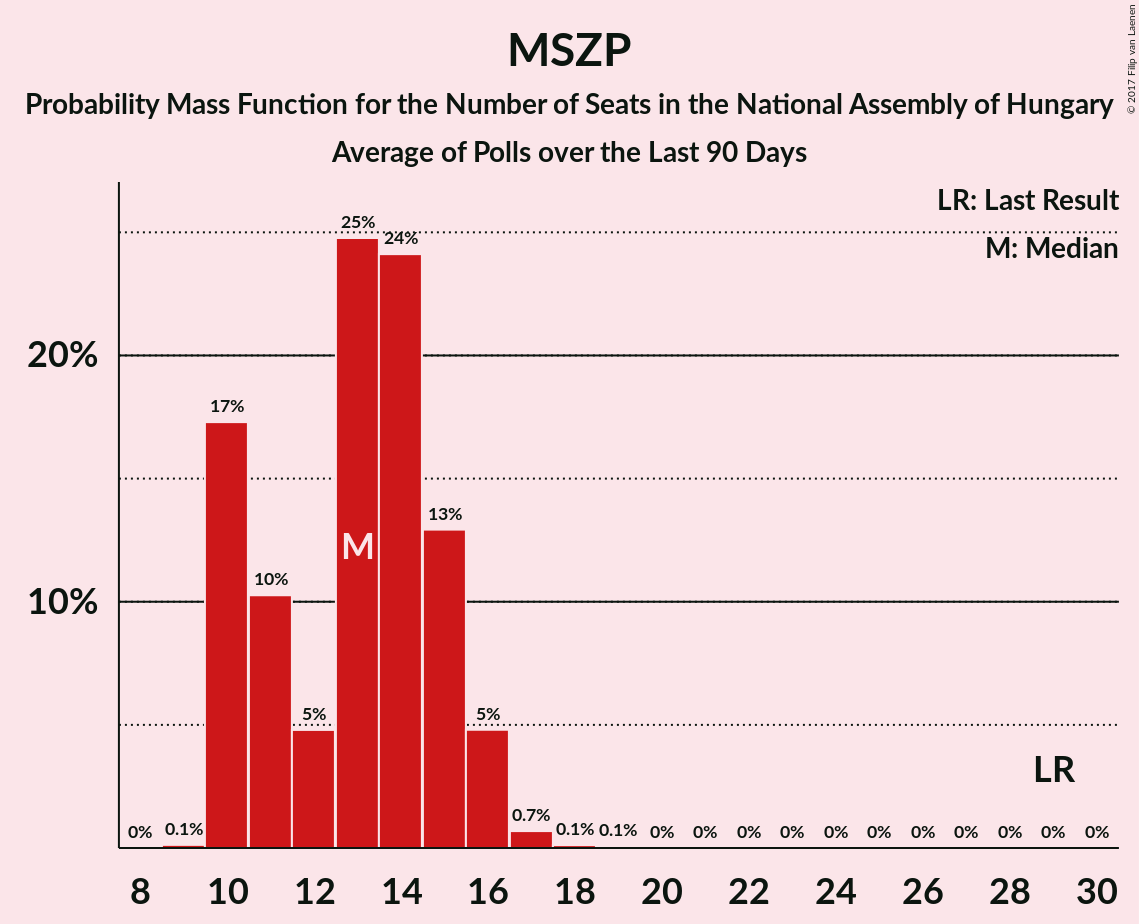 MSZP
Probability Mass Function for the Number of Seats in the National Assembly of Hungary
Average of Polls over the Last 90 Days
© 2017 Filip van Laenen
LR: Last Result
M: Median
25%
24%
20%
17%
13%
M
10%
10%
5%
5%
LR
0% 0.1% 0.7% 0.1% 0.1% 0% 0% 0% 0% 0% 0% 0% 0% 0% 0% 0%
8 10 12 14 16 18 20 22 24 26 28 30